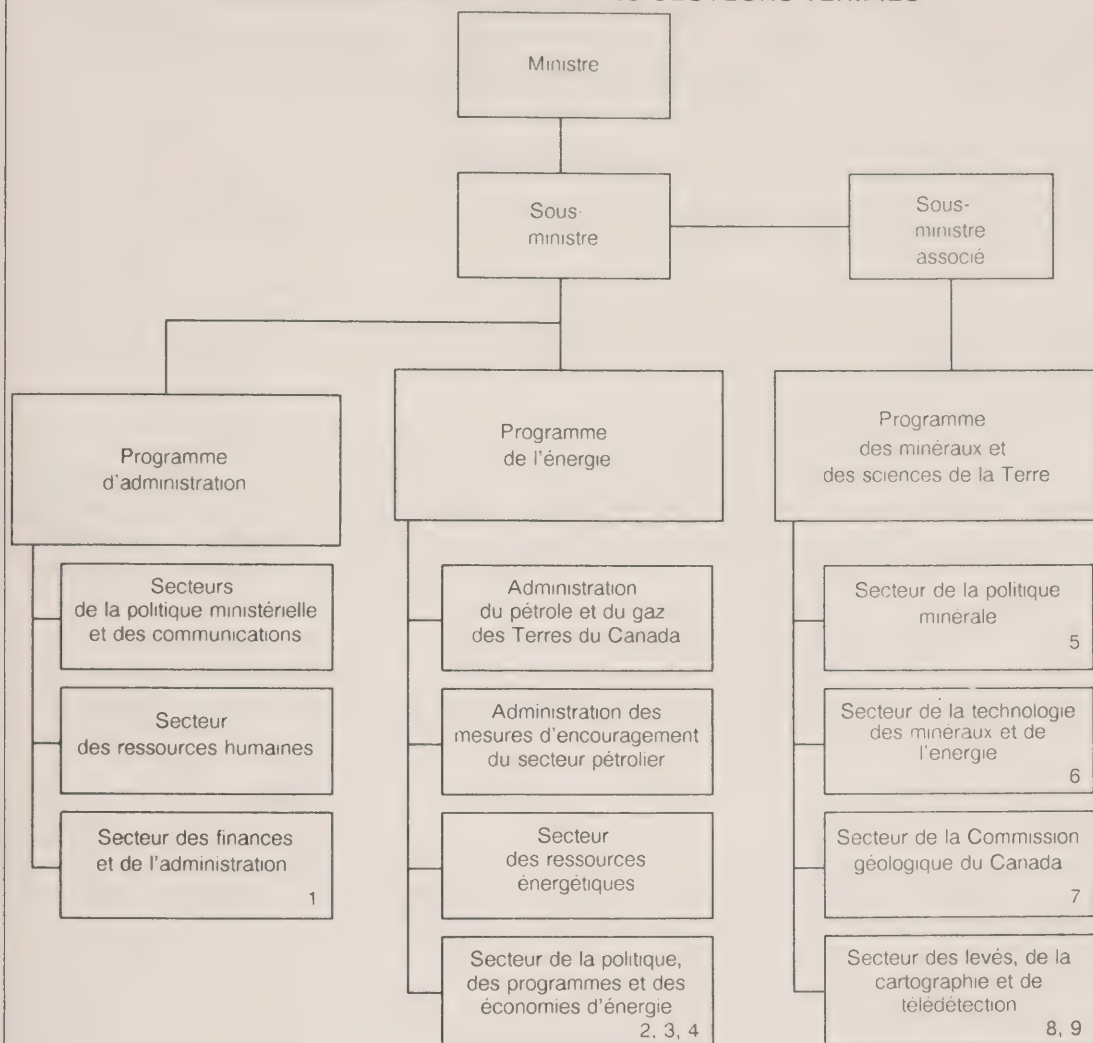 SECTEURS VÉRIFIÉS
Ministre
Sous-
ministre
Sous-
ministre
associé
Programme
d'administration
Programme
de l'énergie
Programme
des minéraux et
des sciences de la Terre
Secteurs
de la politique ministérielle
et des communications
Secteur
des ressources humaines
Secteur des finances
et de l'administration
1
Administration
du pétrole et du gaz
des Terres du Canada
Administration des
mesures d'encouragement
du secteur pétrolier
Secteur
des ressources
énergétiques
Secteur de la politique,
des programmes et des
économies d'énergie
2, 3, 4
Secteur de la politique
minérale
5
Secteur de la technologie
des minéraux et de
l'energie
6
Secteur de la Commission
géologique du Canada
7
Secteur des levés, de la
cartographie et de
télédétection
8, 9